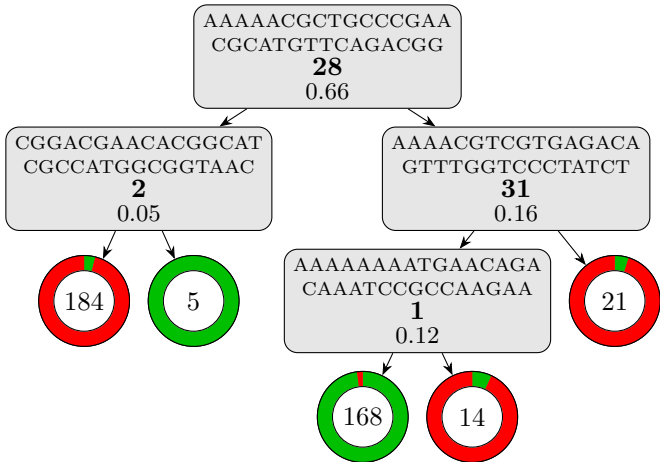 AAAAACGCTGCCCGAA
CGCATGTTCAGACGG
28
0.66
CGGACGAACACGGCAT
CGCCATGGCGGTAAC
2
0.05
AAAACGTCGTGAGACA
GTTTGGTCCCTATCT
31
0.16
184
5
AAAAAAAATGAACAGA
CAAATCCGCCAAGAA
1
0.12
21
168
14